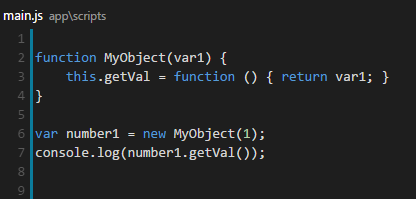 main.js app\scripts
1
2 function MyObject(var1) {
3     this.getVal = function () { return var1; }
4 }
5
6 var number1 = new MyObject(1);
7 console.log(number1.getVal());
8
9